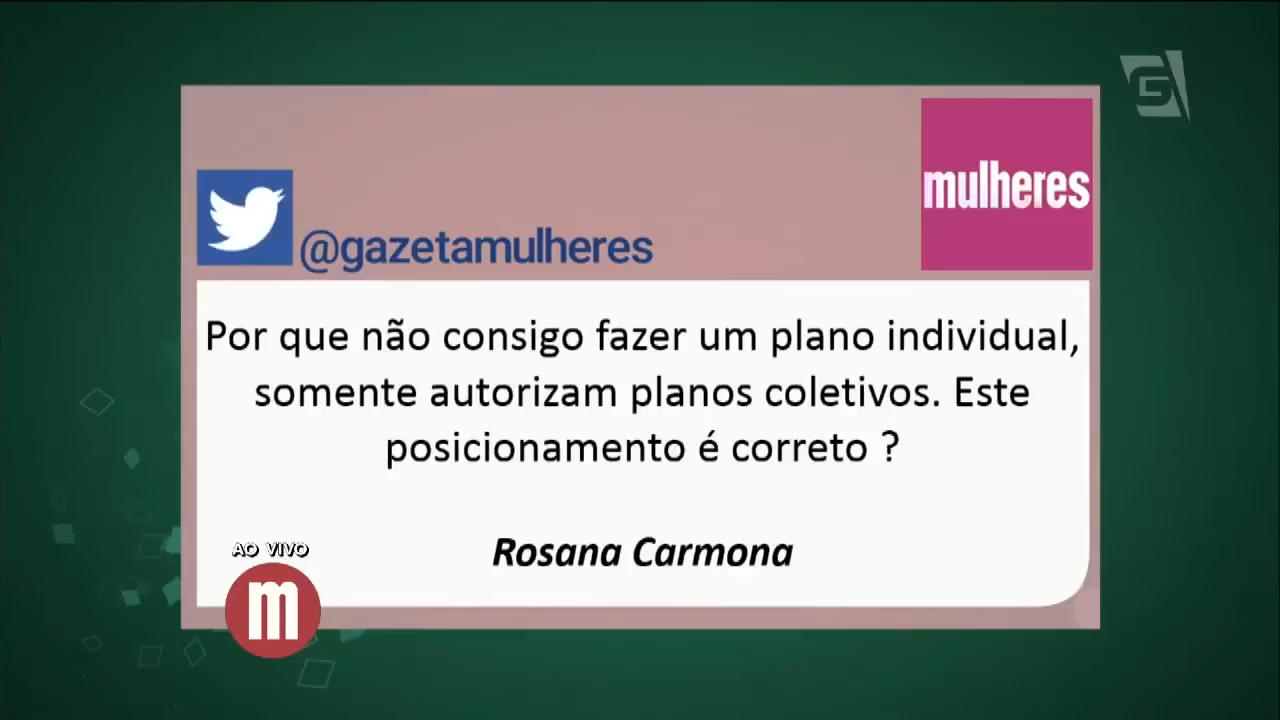 mulheres
@gazetamulheres
Por que não consigo fazer um plano individual,
somente autorizam planos coletivos. Este
posicionamento é correto ?
Rosana Carmona
AO VIVO
m
G